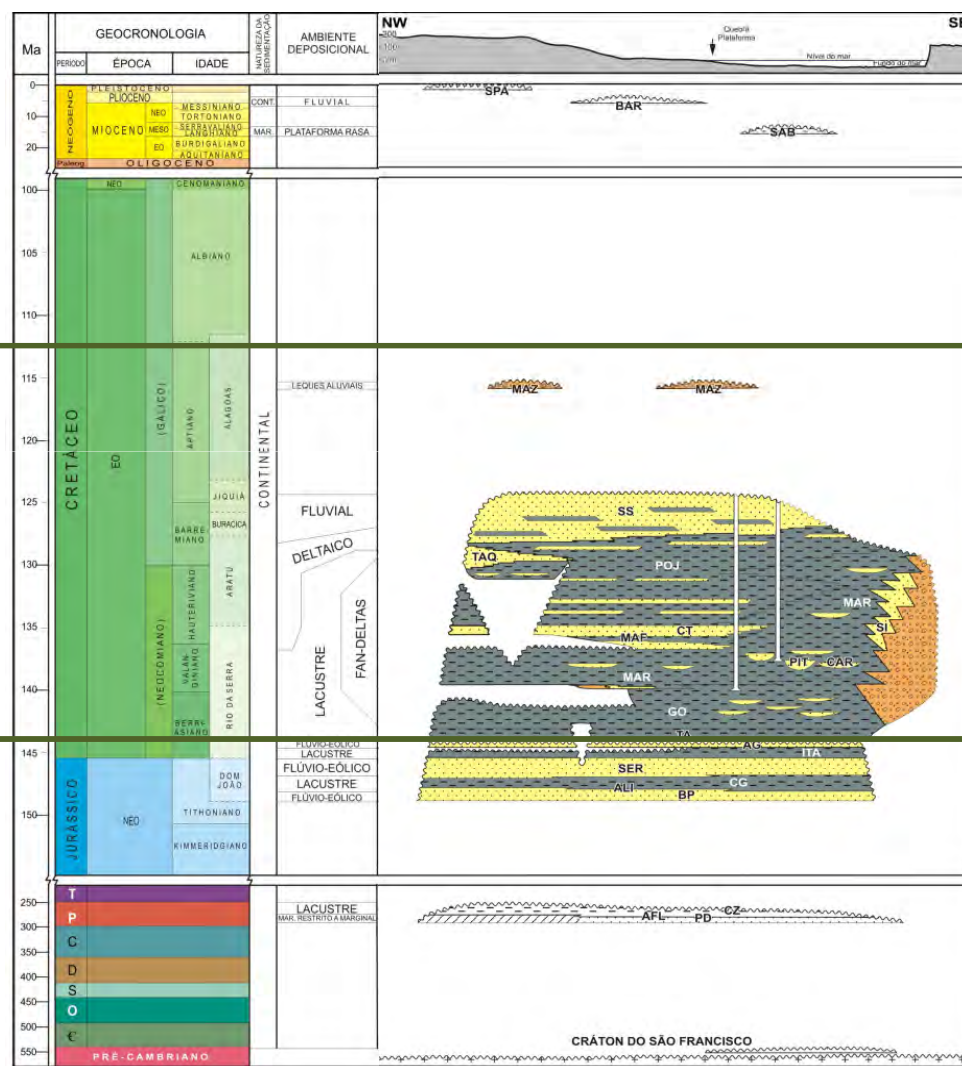 Ma
GEOCRONOLOGIA
PERÍODO
ÉPOCA
IDADE
NATUREZA DA SEDIMENTAÇÃO
AMBIENTE
DEPOSICIONAL
NW
SE
Quebra
Plataforma
Nível do mar
Fundo do mar
0
10
20
NEÓGENO
Paleog
PLEISTOCENO
PLIOCENO
MIOCENO
NEO
MESO
EO
OLIGOCENO
MESSINIANO
TORTONIANO
SERRAVALIANO
LANGHIANO
BURDIGALIANO
AQUITANIANO
CONT.
FLUVIAL
MAR.
PLATAFORMA RASA
SPA
BAR
SAB
100
105
110
115
120
125
130
135
140
145
150
CRETÁCEO
NEO
EO
(GÁLICO)
(NEOCOMIANO)
CENOMANIANO
ALBIANO
APTIANO
BARRE-
MIANO
HAUTERIVIANO
VALAN-
GINIANO
BERRI-
ASIANO
ALAGOAS
JIQUIÁ
BURACICA
ARATU
RIO DA SERRA
CONTINENTAL
LEQUES ALUVIAIS
FLUVIAL
DELTAICO
LACUSTRE
FAN-DELTAS
FLÚVIO-EÓLICO
LACUSTRE
FLÚVIO-EÓLICO
LACUSTRE
FLÚVIO-EÓLICO
MAZ
MAZ
SS
TAQ
POJ
MAR
SI
CT
MAF
PIT
CAR
MAR
GO
TA
AG
ITA
SER
CG
ALI
BP
JURÁSSICO
NEO
DOM
JOÃO
TITHONIANO
KIMMERIDGIANO
250
300
350
400
450
500
550
T
P
C
D
S
O
Є
PRÉ-CAMBRIANO
LACUSTRE
MAR. RESTRITO A MARGINAL
CZ
AFL
PD
CRÁTON DO SÃO FRANCISCO